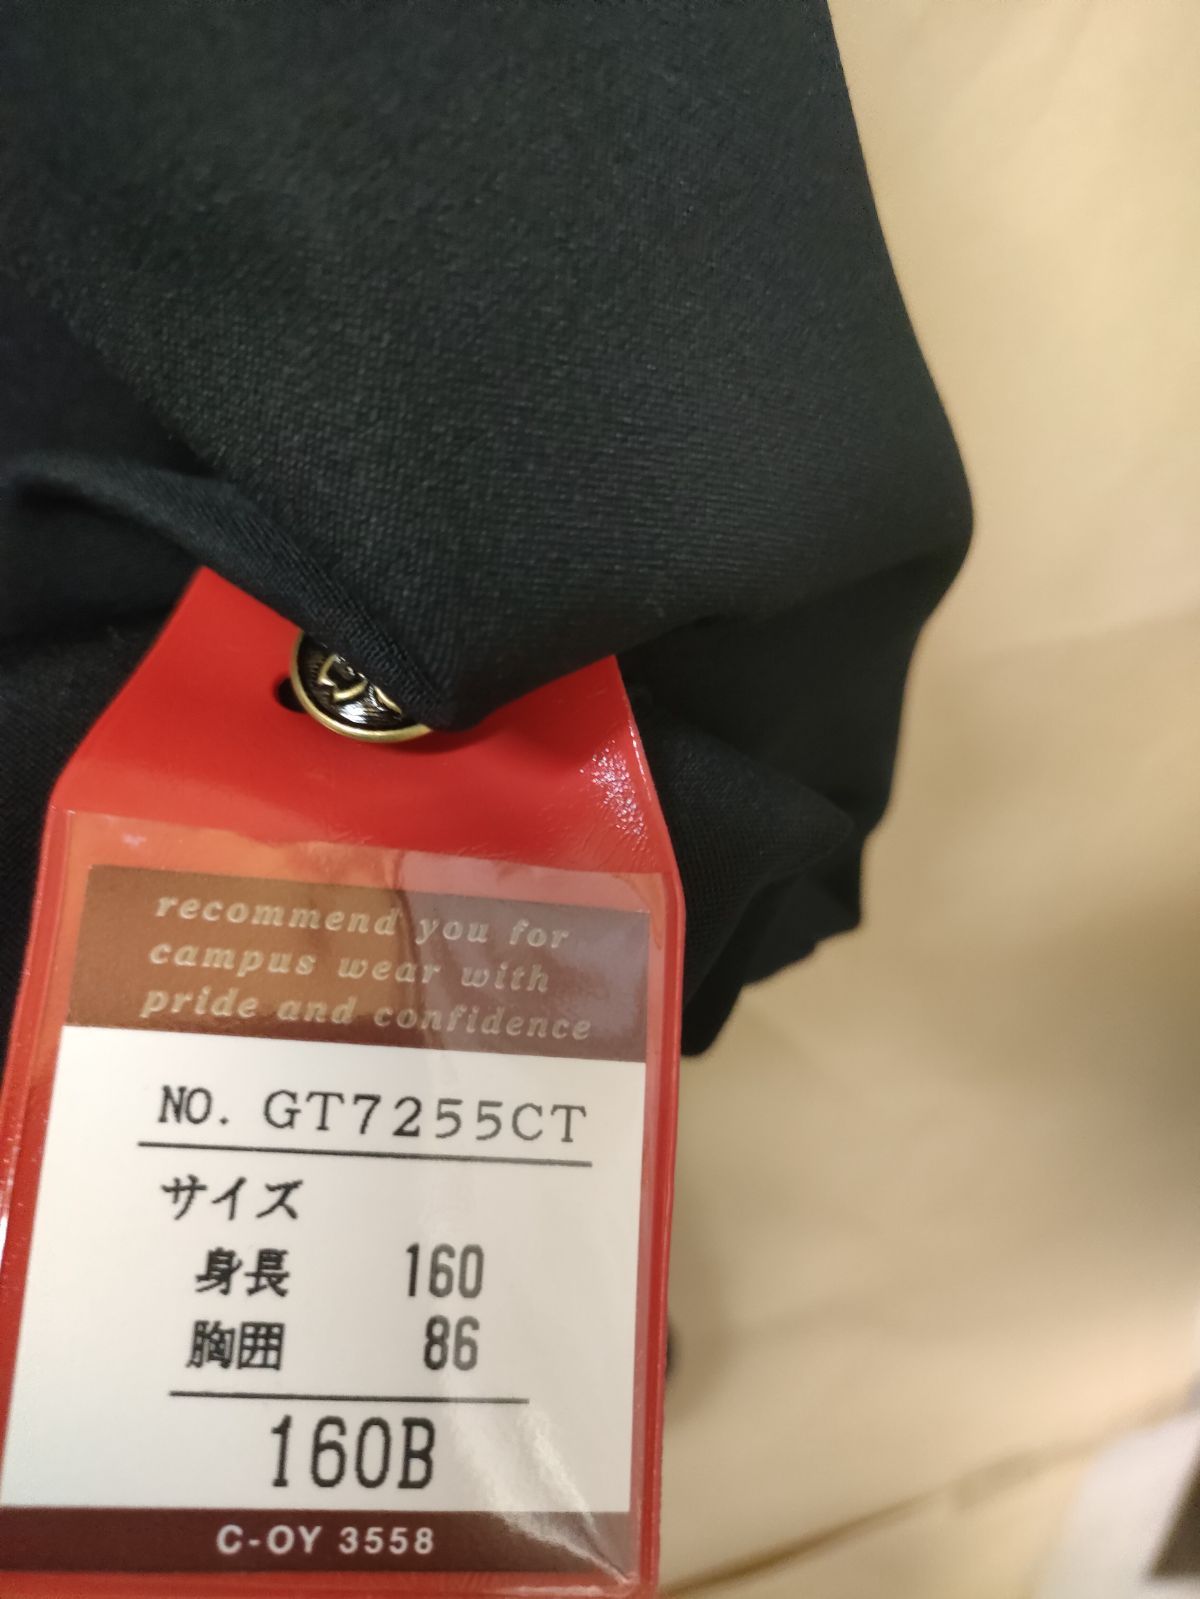 recommend you for
campus wear with
pride and confidence
NO. GT7255CT
サイズ
身長 160
胸囲 86
160B
C-OY 3558